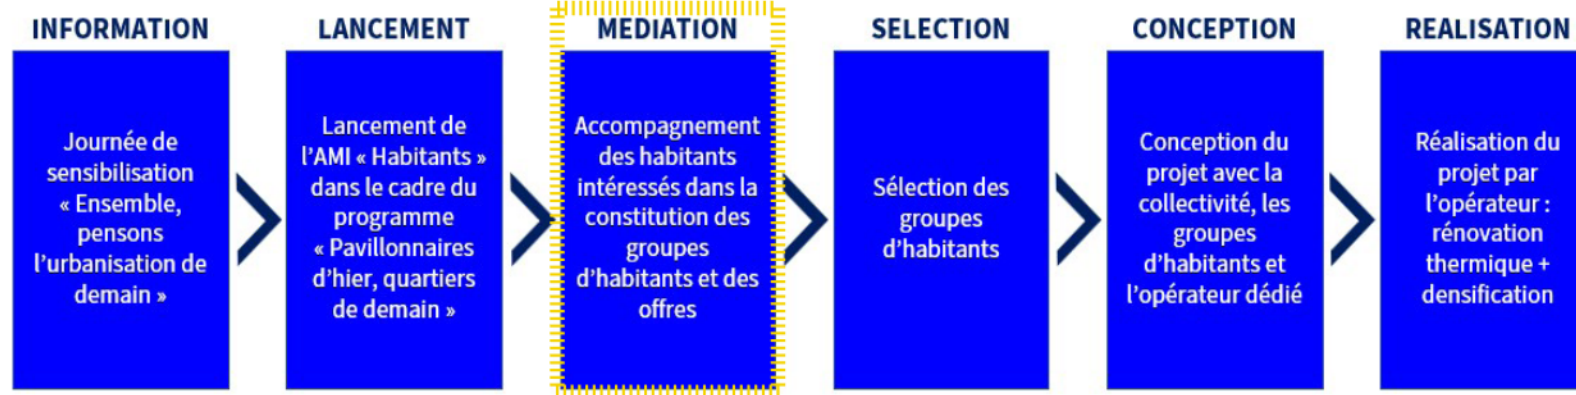 INFORMATION
Journée de
sensibilisation
« Ensemble,
pensons
l'urbanisation de
demain »
LANCEMENT
Lancement de
l'AMI « Habitants »
dans le cadre du
programme
« Pavillonnaires
d'hier, quartiers
de demain »
MEDIATION
Accompagnement
des habitants
intéressés dans la
constitution des
groupes
d'habitants et des
offres
SELECTION
Sélection des
groupes
d'habitants
CONCEPTION
Conception du
projet avec la
collectivité, les
groupes
d'habitants et
l'opérateur dédié
REALISATION
Réalisation du
projet par
l'opérateur :
rénovation
thermique +
densification